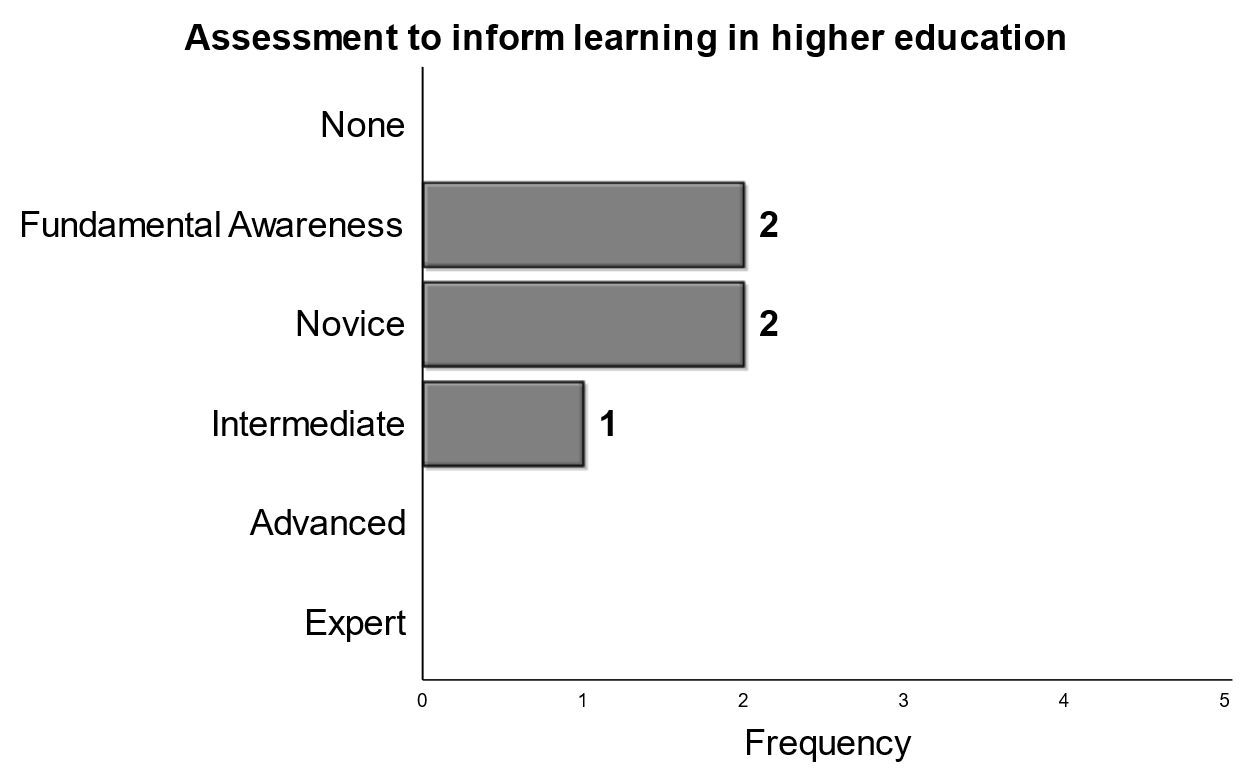 Assessment to inform learning in higher education
None
Fundamental Awareness
2
Novice
2
Intermediate
1
Advanced
Expert
0 1 2 3 4 5
Frequency